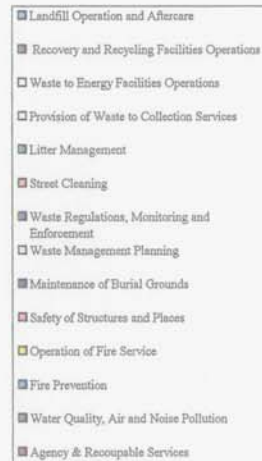 Landfill Operation and Aftercare
Recovery and Recycling Facilities Operations
Waste to Energy Facilities Operations
Provision of Waste to Collection Services
Litter Management
Street Cleaning
Waste Regulations, Monitoring and
Enforcement
Waste Management Planning
Maintenance of Burial Grounds
Safety of Structures and Places
Operation of Fire Service
Fire Prevention
Water Quality, Air and Noise Pollution
Agency & Recoupable Services